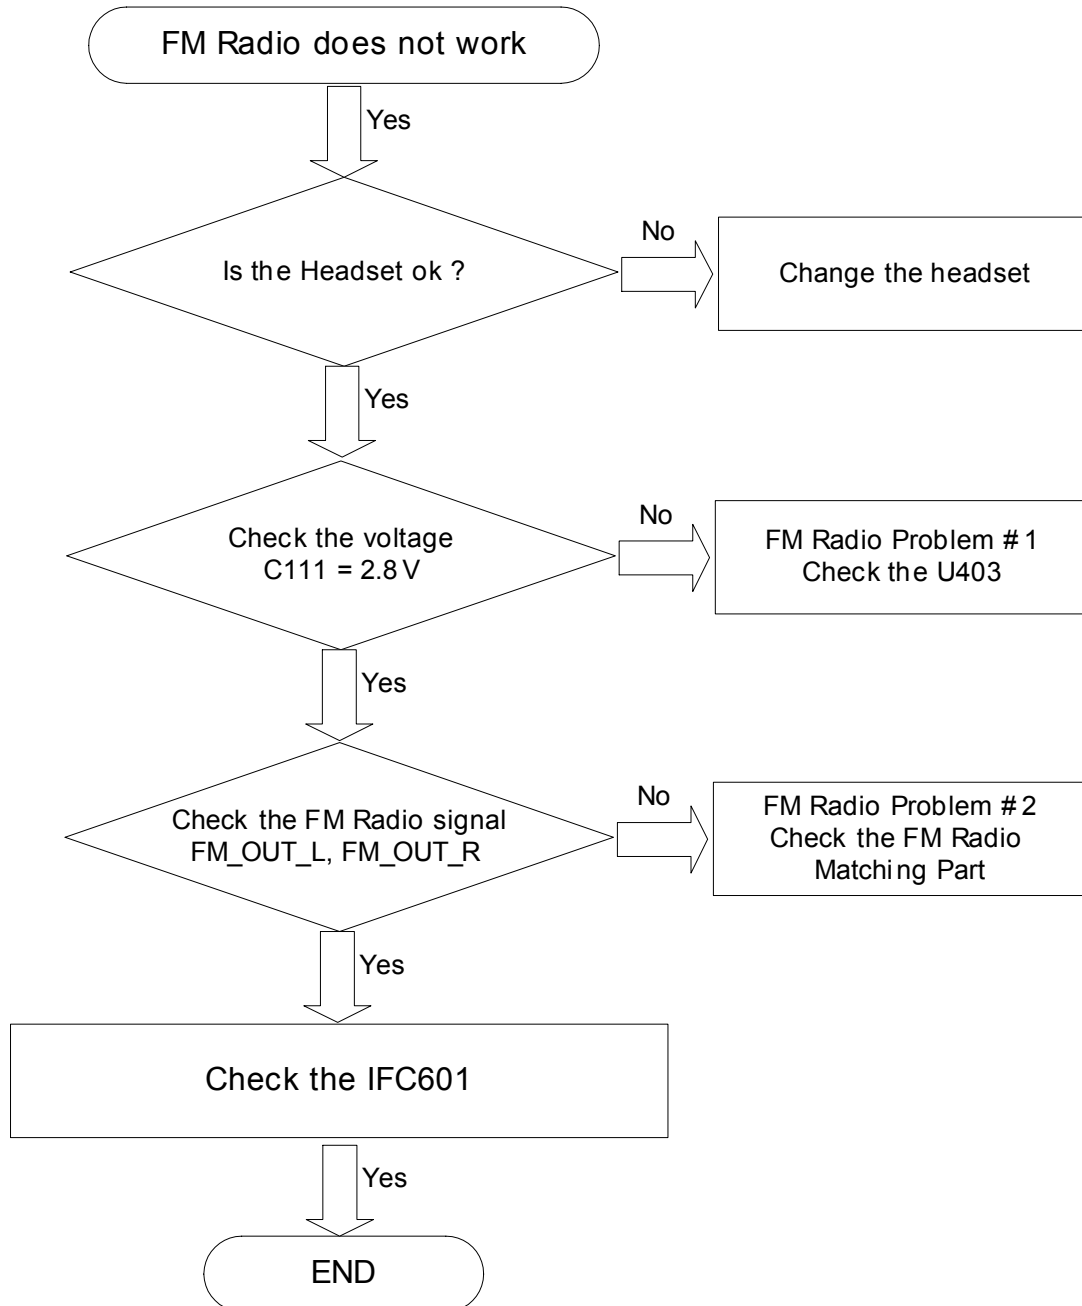 FM Radio does not work
Yes
Is the Headset ok ?
No
Change the headset
Yes
Check the voltage
C111 = 2.8 V
No
FM Radio Problem # 1
Check the U403
Yes
Check the FM Radio signal
FM_OUT_L, FM_OUT_R
No
FM Radio Problem # 2
Check the FM Radio
Matching Part
Yes
Check the IFC601
Yes
END